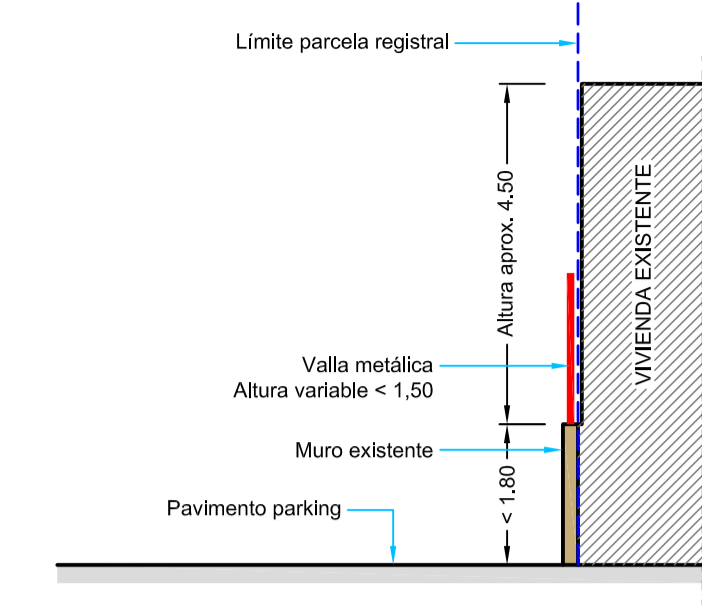 Límite parcela registral
Altura aprox. 4.50
VIVIENDA EXISTENTE
Valla metálica
Altura variable < 1,50
Muro existente
< 1.80
Pavimento parking